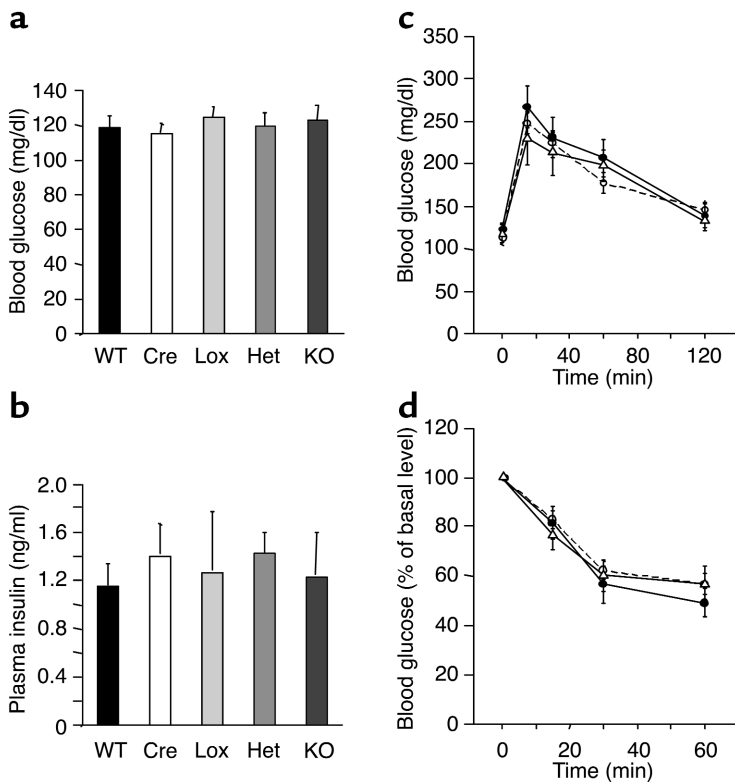 a
Blood glucose (mg/dl)
140
120
100
80
60
40
20
0
WT Cre Lox Het KO
b
Plasma insulin (ng/ml)
2.0
1.6
1.2
0.8
0.4
0
WT Cre Lox Het KO
c
Blood glucose (mg/dl)
350
300
250
200
150
100
50
0
0 40 80 120
Time (min)
d
Blood glucose (% of basal level)
120
100
80
60
40
20
0
0 20 40 60
Time (min)